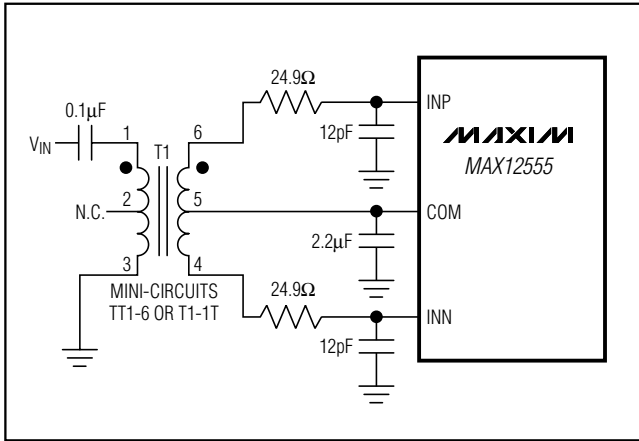 24.9Ω
0.1μF
INP
1
6
12pF
MAXIM
VIN
T1
MAX12555
2
5
N.C.
COM
2.2μF
3
4
24.9Ω
MINI-CIRCUITS
TT1-6 OR T1-1T
INN
12pF